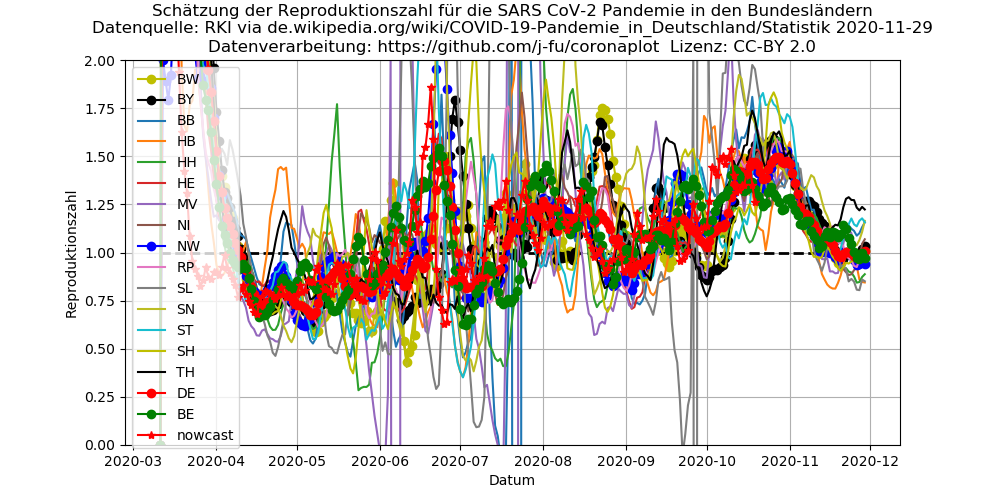 Schätzung der Reproduktionszahl für die SARS CoV-2 Pandemie in den Bundesländern
Datenquelle: RKI via de.wikipedia.org/wiki/COVID-19-Pandemie_in_Deutschland/Statistik 2020-11-29
Datenverarbeitung: https://github.com/j-fu/coronaplot  Lizenz: CC-BY 2.0
Reproduktionszahl
2.00
1.75
1.50
1.25
1.00
0.75
0.50
0.25
0.00
BW
BY
BB
HB
HH
HE
MV
NI
NW
RP
SL
SN
ST
SH
TH
DE
BE
nowcast
2020-03
2020-04
2020-05
2020-06
2020-07
2020-08
2020-09
2020-10
2020-11
2020-12
Datum